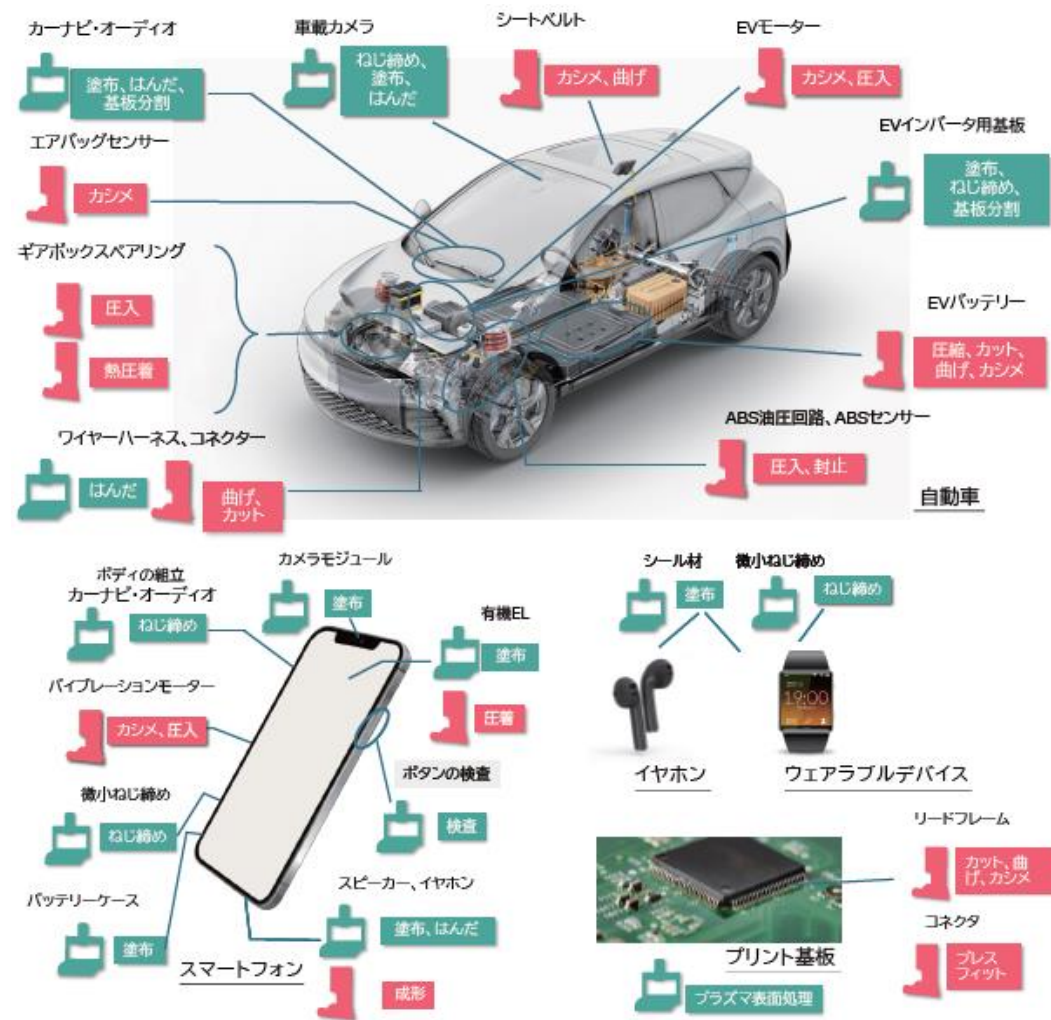 カーナビ・オーディオ
塗布、はんだ、
基板分割
車載カメラ
ねじ締め、
塗布、
はんだ
シートベルト
カシメ、曲げ
EVモーター
カシメ、圧入
EVインバータ用基板
塗布、
ねじ締め、
基板分割
エアバッグセンサー
カシメ
ギアボックスベアリング
圧入
熱圧着
EVバッテリー
圧縮、カット、
曲げ、カシメ
ワイヤーハーネス、コネクター
はんだ
曲げ、
カット
ABS油圧回路、ABSセンサー
圧入、封止
自動車
ボディの組立
カーナビ・オーディオ
ねじ締め
カメラモジュール
塗布
有機EL
塗布
圧着
バイブレーションモーター
カシメ、圧入
ボタンの検査
検査
微小ねじ締め
ねじ締め
バッテリーケース
塗布
スピーカー、イヤホン
塗布、はんだ
成形
スマートフォン
シール材
塗布
微小ねじ締め
ねじ締め
19:00
イヤホン
ウェアラブルデバイス
リードフレーム
カット、曲
げ、カシメ
コネクタ
プレス
フィット
プリント基板
プラズマ表面処理